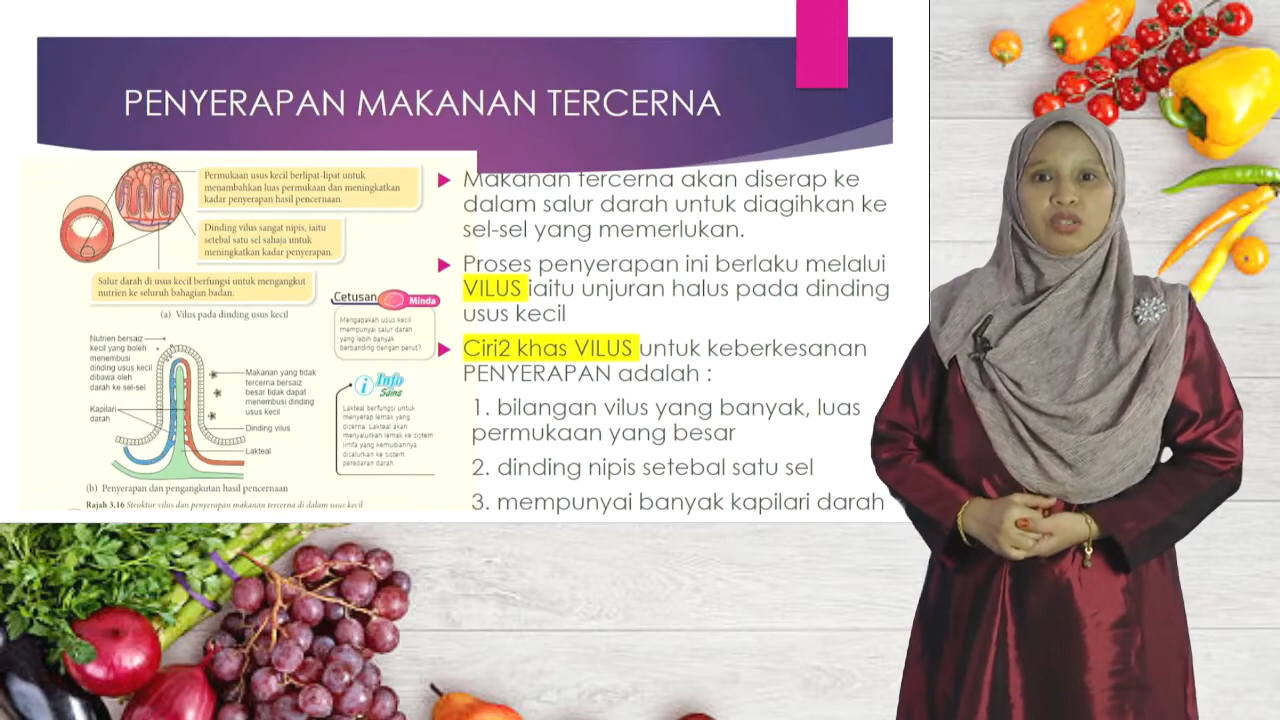 PENYERAPAN MAKANAN TERCERNA
Permukaan usus kecil berlipat-lipat untuk
menambahkan luas permukaan dan meningkatkan
kadar penyerapan hasil pencernaan.
Dinding vilus sangat nipis, iaitu
setebal satu sel sahaja untuk
meningkatkan kadar penyerapan.
Salur darah di usus kecil berfungsi untuk mengangkut
nutrien ke seluruh bahagian badan.
(a) Vilus pada dinding usus kecil
Cetusan Minda
Mengapakah usus kecil
mempunyai salur darah
yang lebih banyak
berbanding dengan perut?
Nutrien bersaiz
kecil yang boleh
menembusi
dinding usus kecil
dibawa oleh
darah ke sel-sel
Kapilari
darah
Makanan yang tidak
tercerna bersaiz
besar tidak dapat
menembusi dinding
usus kecil
Dinding vilus
Lakteal
(b) Penyerapan dan pengangkutan hasil pencernaan
Rajah 3.16 Struktur vilus dan penyerapan makanan tercerna di dalam usus kecil
i Info
Sains
Lakteal berfungsi untuk
menyerap lemak yang
dicerna. Lakteal akan
menyalurkan lemak ke sistem
limfa yang kemudiannya
disalurkan ke sistem
peredaran darah.
Makanan tercerna akan diserap ke
dalam salur darah untuk diagihkan ke
sel-sel yang memerlukan.
Proses penyerapan ini berlaku melalui
VILUS iaitu unjuran halus pada dinding
usus kecil
Ciri2 khas VILUS untuk keberkesanan
PENYERAPAN adalah :
1. bilangan vilus yang banyak, luas
permukaan yang besar
2. dinding nipis setebal satu sel
3. mempunyai banyak kapilari darah